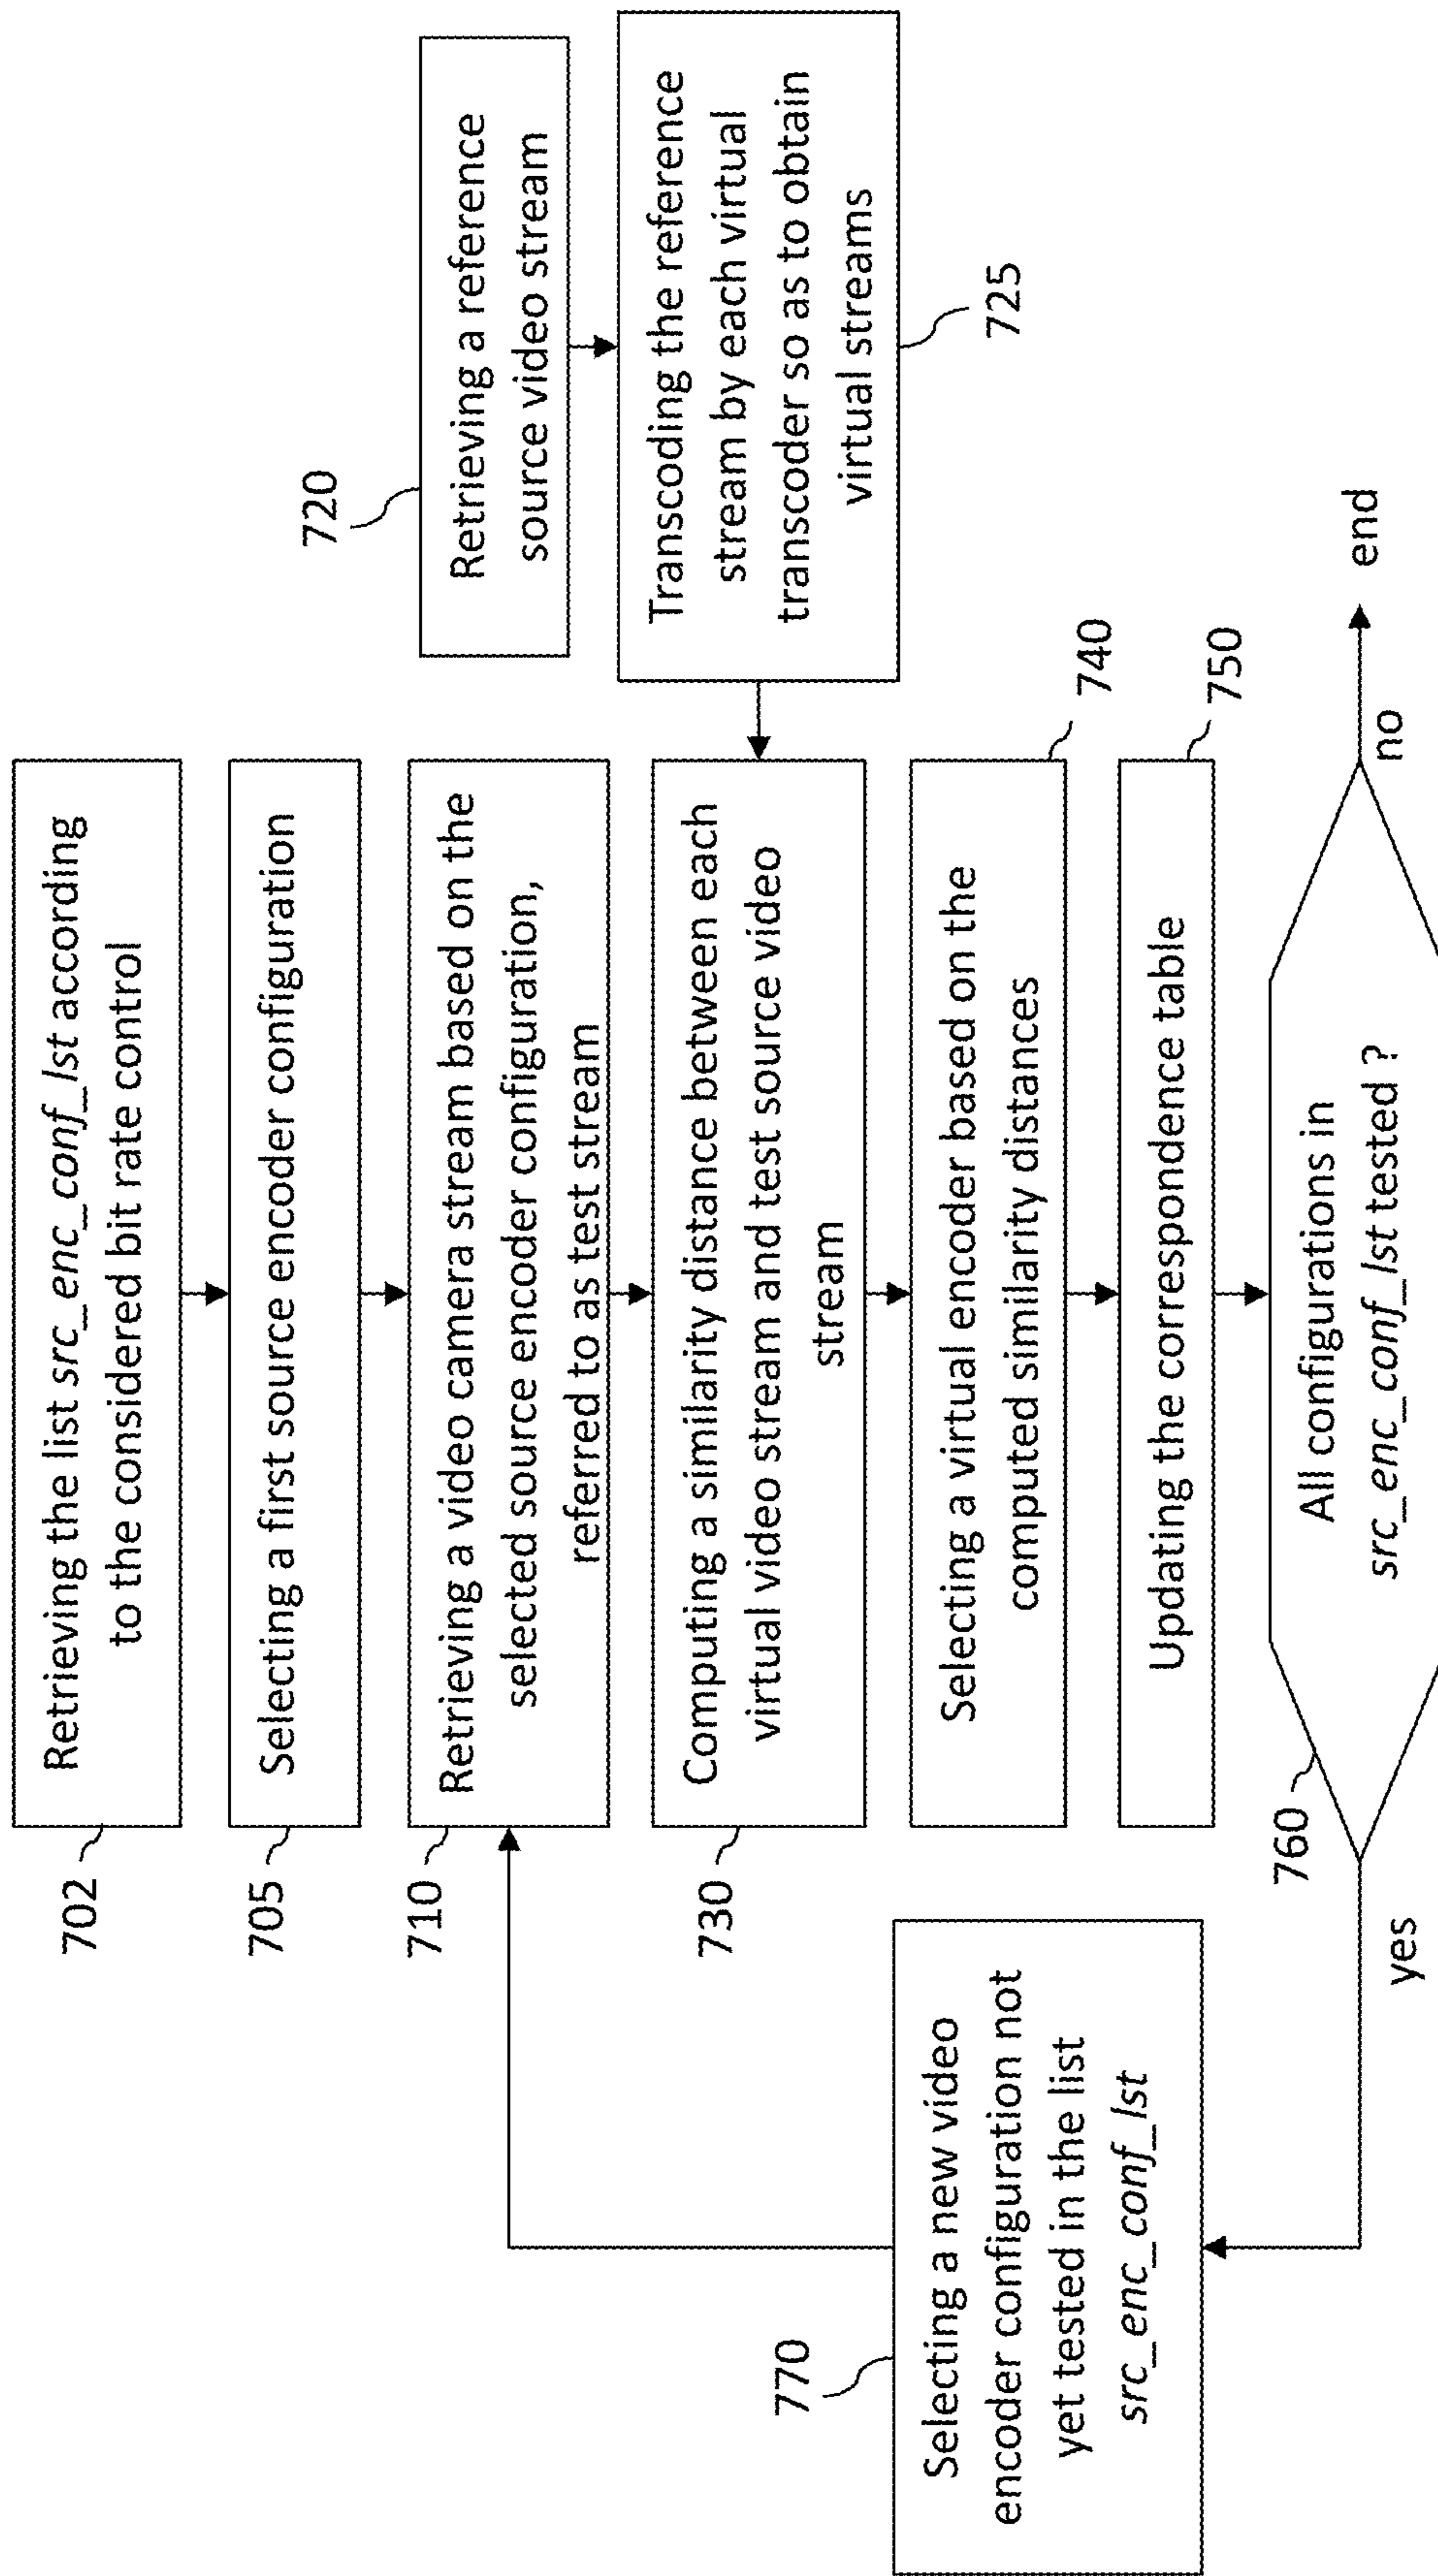 702
Retrieving the list src_enc_conf_lst according
to the considered bit rate control
705
Selecting a first source encoder configuration
710
Retrieving a video camera stream based on the
selected source encoder configuration,
referred to as test stream
720
Retrieving a reference
source video stream
Transcoding the reference
stream by each virtual
transcoder so as to obtain
virtual streams
725
730
Computing a similarity distance between each
virtual video stream and test source video
stream
740
Selecting a virtual encoder based on the
computed similarity distances
750
Updating the correspondence table
760
All configurations in
src_enc_conf_lst tested ?
no
end
yes
770
Selecting a new video
encoder configuration not
yet tested in the list
src_enc_conf_lst